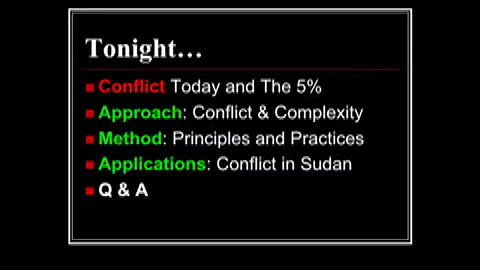 Tonight…
Conflict Today and The 5%
Approach: Conflict & Complexity
Method: Principles and Practices
Applications: Conflict in Sudan
Q & A